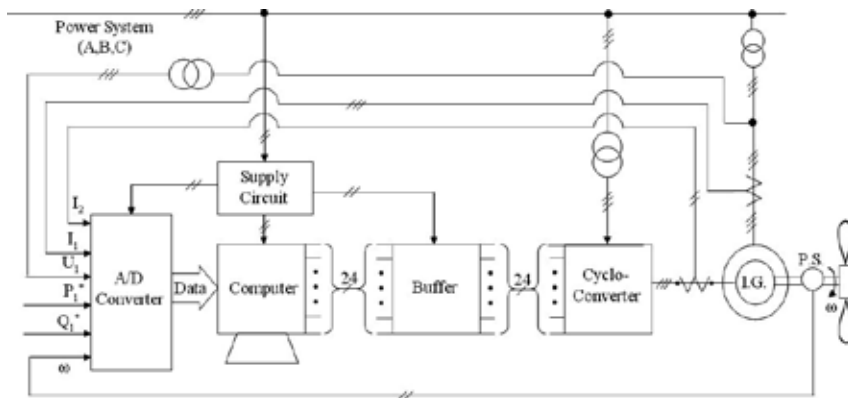 Power System
(A,B,C)
Supply
Circuit
I₂
I₁
U₁
P₁*
Q₁*
ω
A/D
Converter
Data
Computer
24
Buffer
24
Cyclo-
Converter
I.G.
P.S.
ω